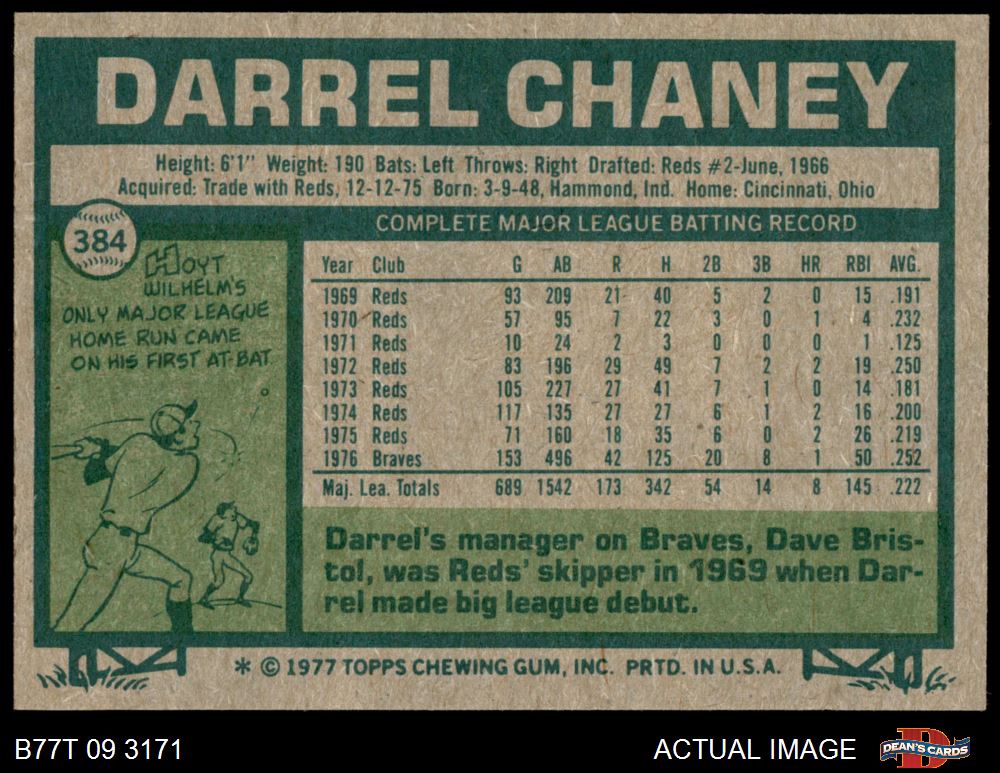 DARREL CHANEY
Height: 6'1" Weight: 190 Bats: Left Throws: Right Drafted: Reds #2-June, 1966
Acquired: Trade with Reds, 12-12-75 Born: 3-9-48, Hammond, Ind. Home: Cincinnati, Ohio
384
HOYT
WILHELM'S
ONLY MAJOR LEAGUE
HOME RUN CAME
ON HIS FIRST AT-BAT
COMPLETE MAJOR LEAGUE BATTING RECORD
Year Club G AB R H 2B 3B HR RBI AVG.
1969 Reds 93 209 21 40 5 2 0 15 .191
1970 Reds 57 95 7 22 3 0 1 4 .232
1971 Reds 10 24 2 3 0 0 0 1 .125
1972 Reds 83 196 29 49 7 2 2 19 .250
1973 Reds 105 227 27 41 7 1 0 14 .181
1974 Reds 117 135 27 27 6 1 2 16 .200
1975 Reds 71 160 18 35 6 0 2 26 .219
1976 Braves 153 496 42 125 20 8 1 50 .252
Maj. Lea. Totals 689 1542 173 342 54 14 8 145 .222
Darrel's manager on Braves, Dave Bris-
tol, was Reds' skipper in 1969 when Dar-
rel made big league debut.
* © 1977 TOPPS CHEWING GUM, INC. PRTD. IN U.S.A.
B77T 09 3171
ACTUAL IMAGE
DEAN'S CARDS